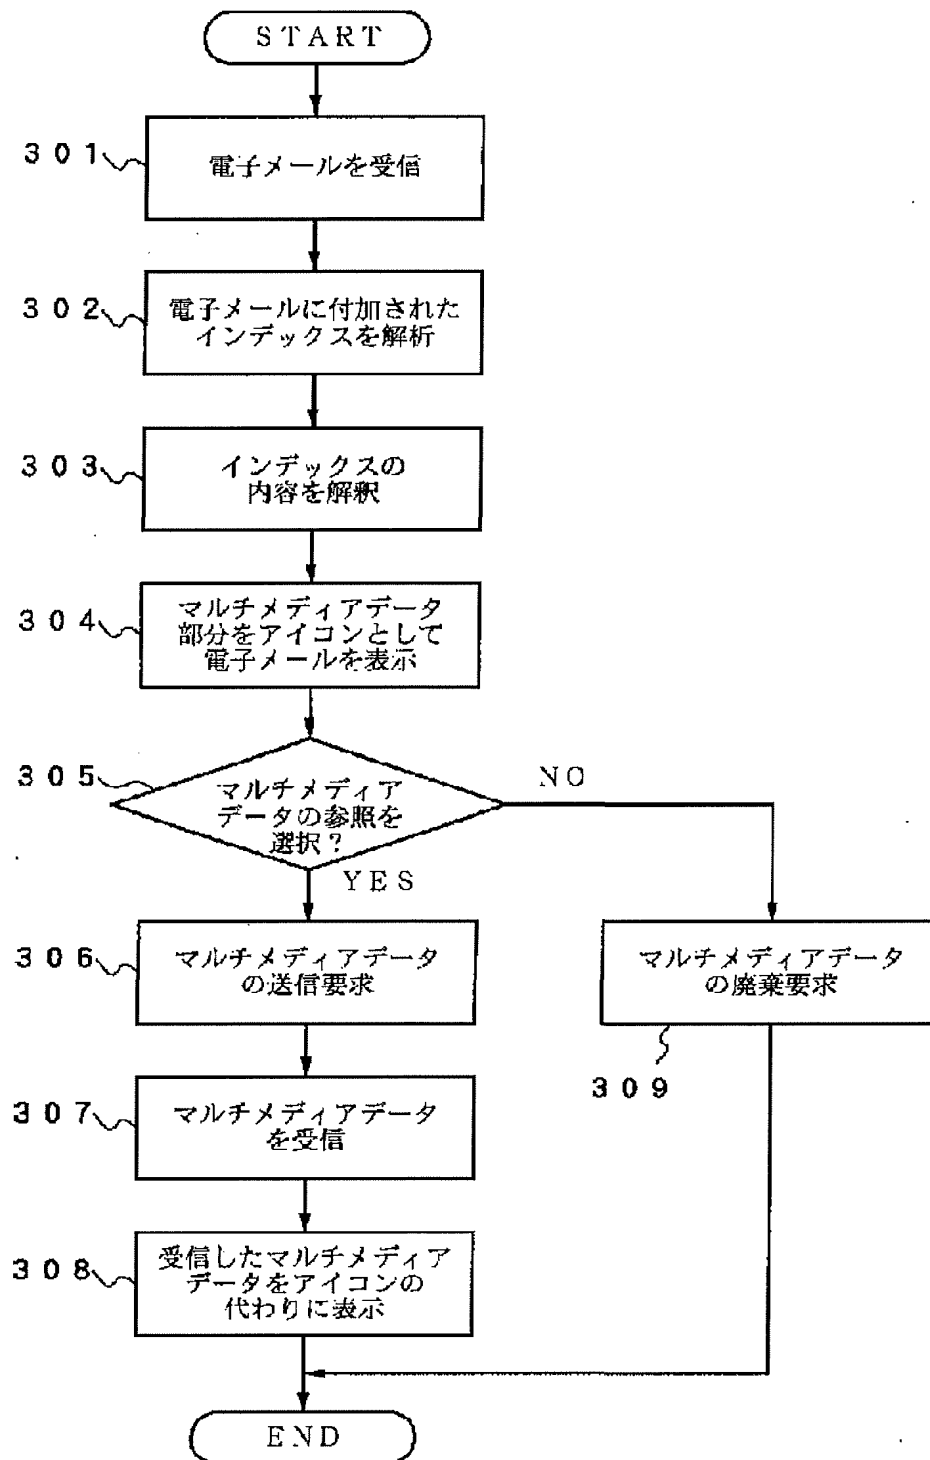 START
301
電子メールを受信
302
電子メールに付加された
インデックスを解析
303
インデックスの
内容を解釈
304
マルチメディアデータ
部分をアイコンとして
電子メールを表示
305
マルチメディア
データの参照を
選択?
NO
YES
306
マルチメディアデータ
の送信要求
マルチメディアデータ
の廃棄要求
309
307
マルチメディアデータ
を受信
308
受信したマルチメディア
データをアイコンの
代わりに表示
END